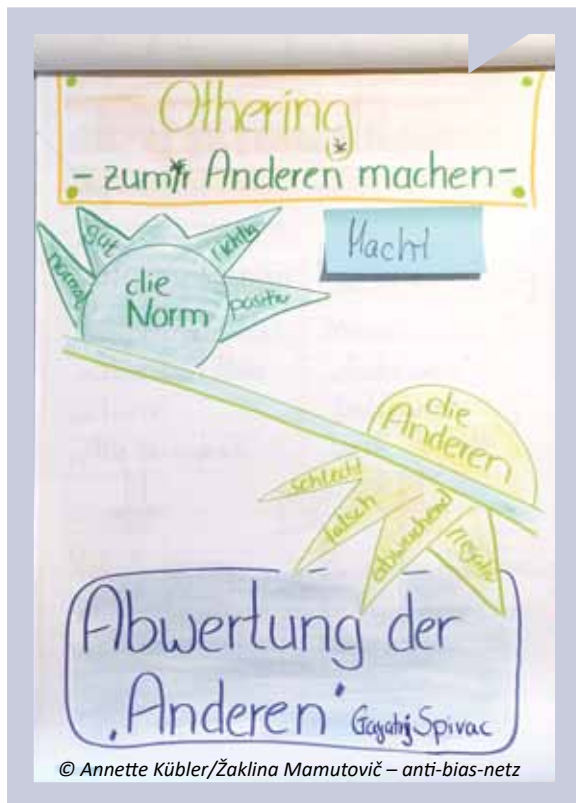 Othering
- zum*r Anderen* machen -
Macht
normal
gut
richtig
positiv
die
Norm
die
Anderen
schlecht
falsch
abweichend
negativ
Abwertung der
‚Anderen‘ Gayatrij Spivac
© Annette Kübler/Žaklina Mamutovič – anti-bias-netz